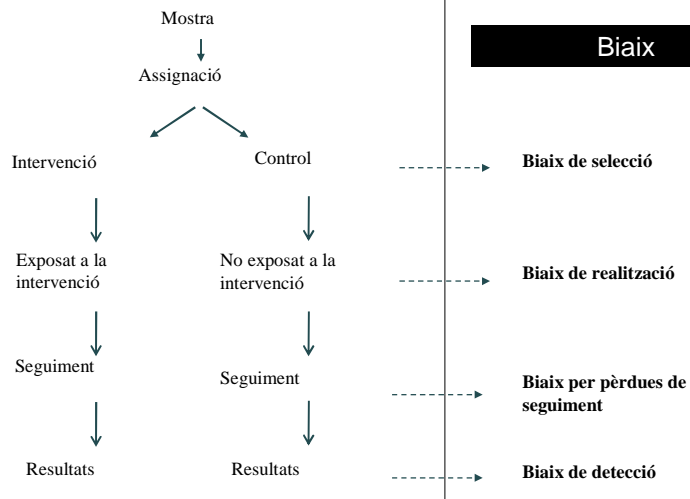 Mostra
Biaix
Assignació
Intervenció
Control
Biaix de selecció
Exposat a la
intervenció
No exposat a la
intervenció
Biaix de realització
Seguiment
Seguiment
Biaix per pèrdues de
seguiment
Resultats
Resultats
Biaix de detecció